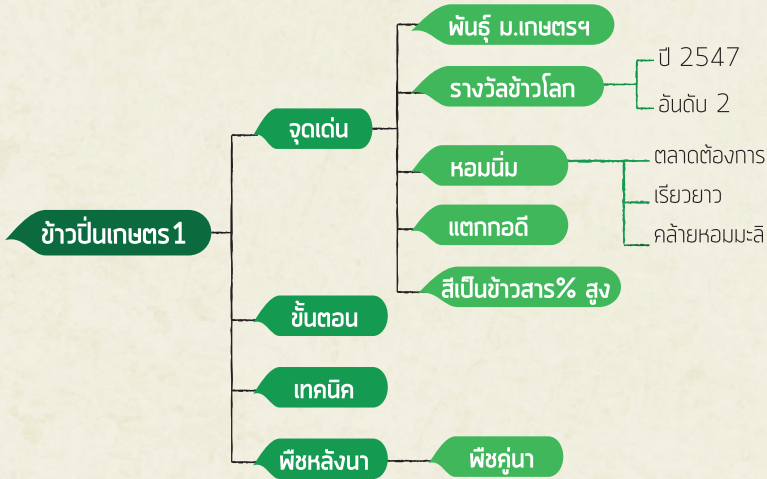 ข้าวปิ่นเกษตร 1
จุดเด่น
พันธุ์ ม.เกษตรฯ
รางวัลข้าวโลก
ปี 2547
อันดับ 2
หอมนิ่ม
ตลาดต้องการ
เรียวยาว
คล้ายหอมมะลิ
แตกกอดี
สีเป็นข้าวสาร% สูง
ขั้นตอน
เทคนิค
พืชหลังนา
พืชคู่นา